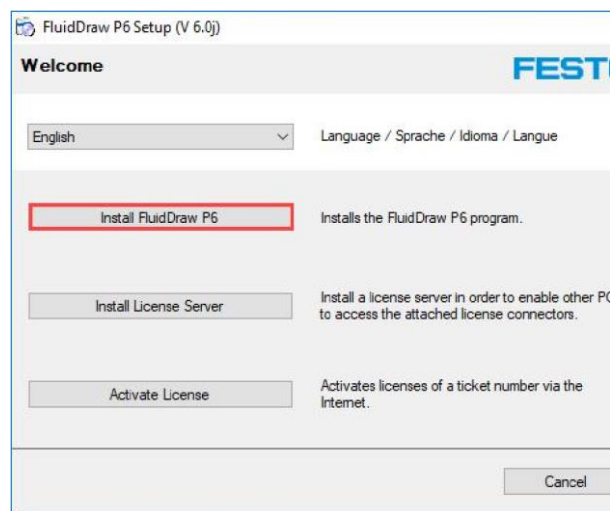 FluidDraw P6 Setup (V 6.0j)
Welcome
FEST
English
Language / Sprache / Idioma / Langue
Install FluidDraw P6
Installs the FluidDraw P6 program.
Install License Server
Install a license server in order to enable other PC
to access the attached license connectors.
Activate License
Activates licenses of a ticket number via the
Internet.
Cancel